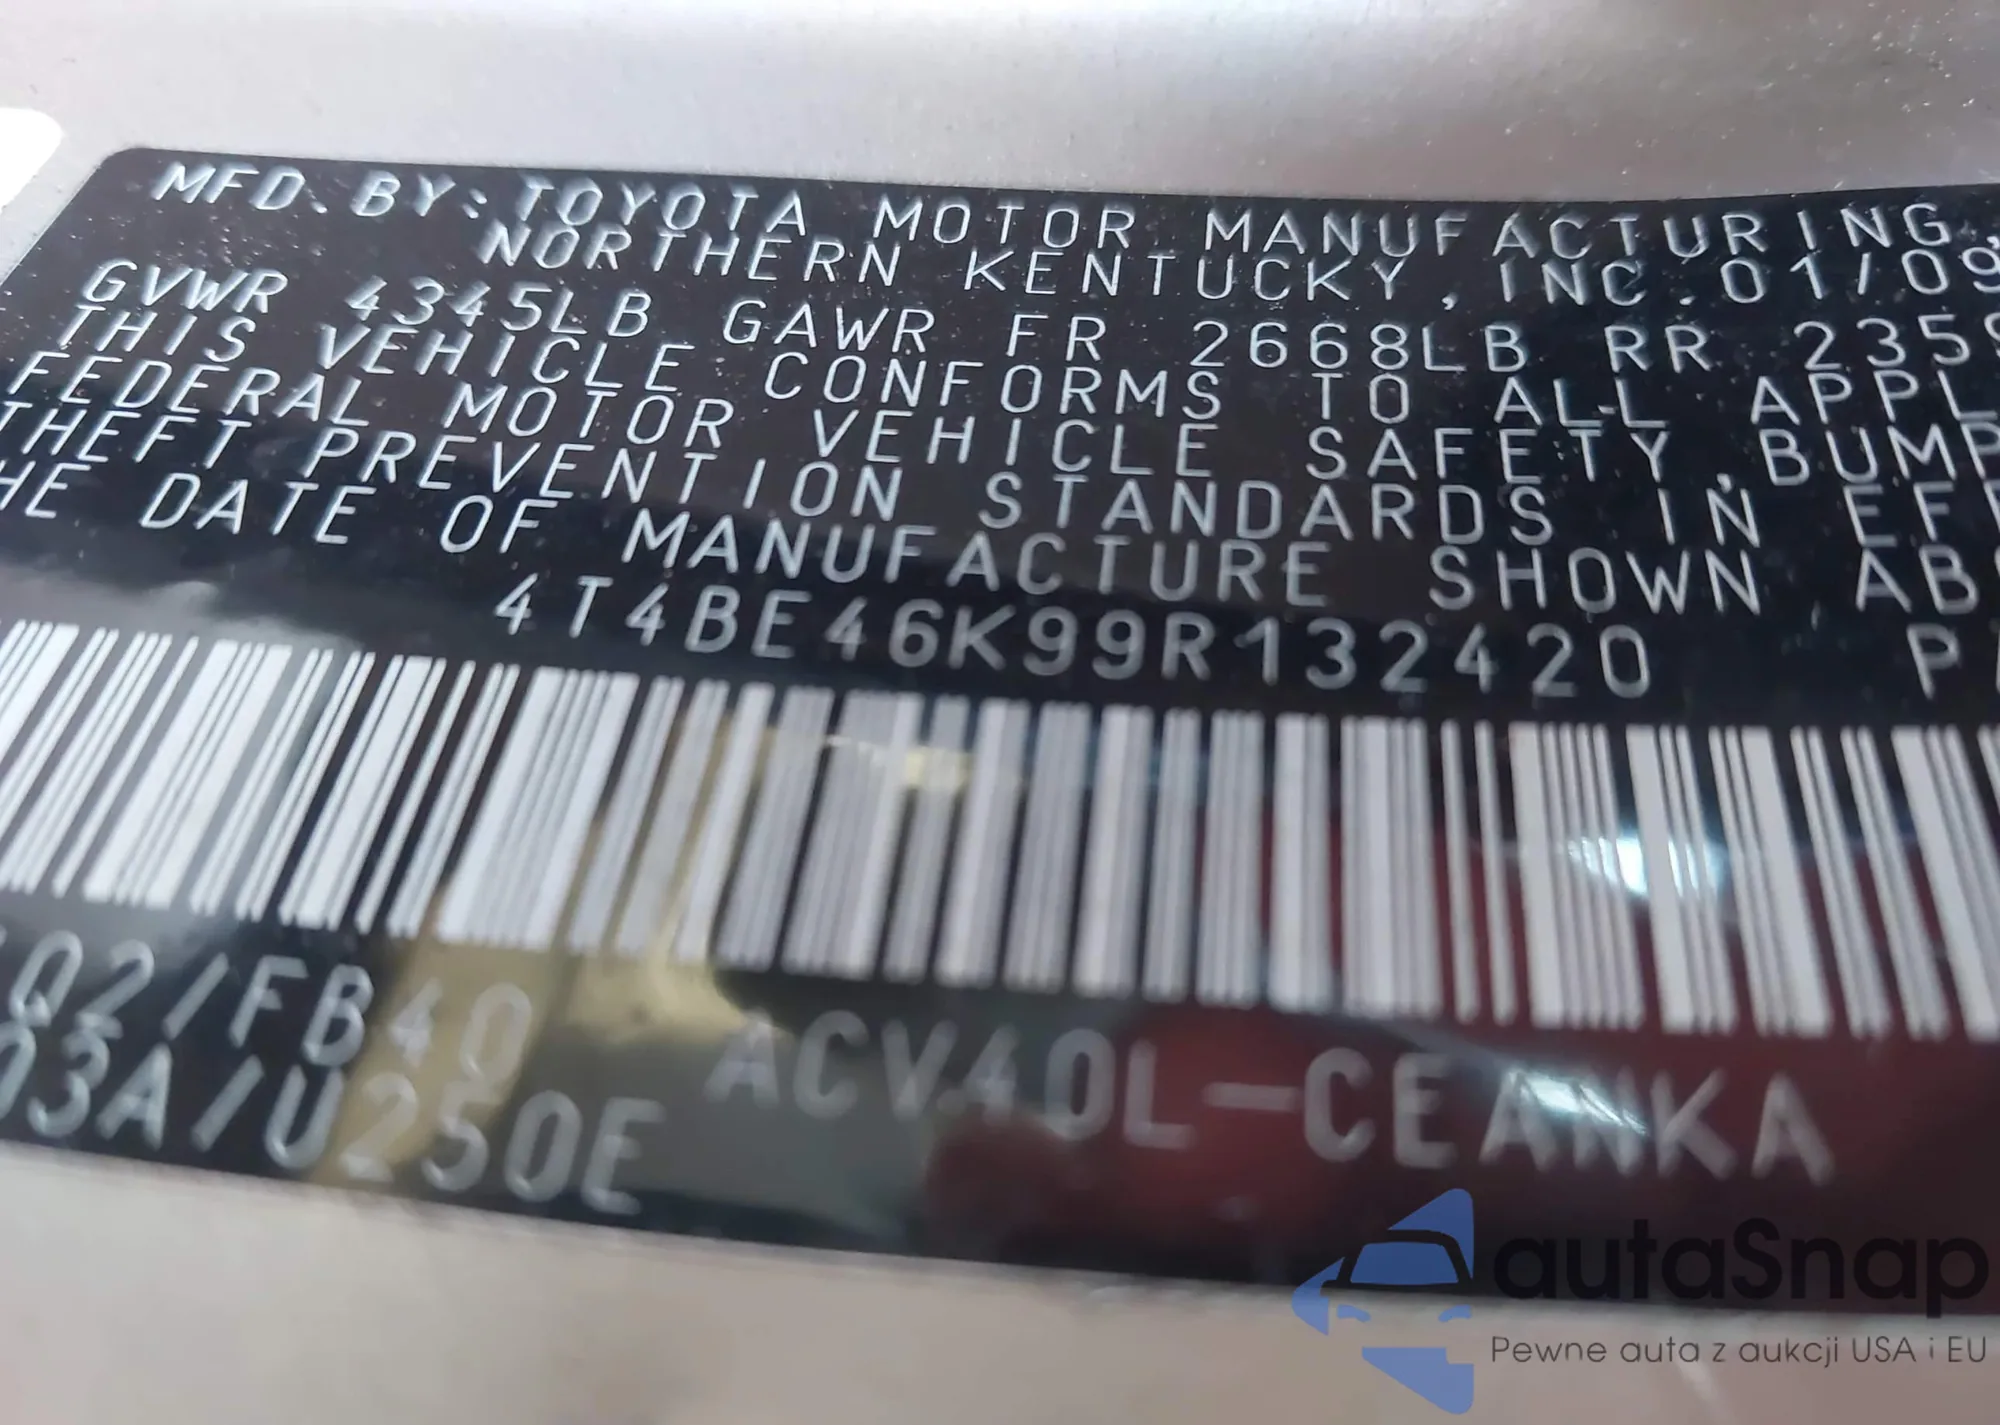 MFD. BY: TOYOTA MOTOR MANUFACTURING,
NORTHERN KENTUCKY, INC. 01/09
GVWR 4345LB GAWR FR 2668LB RR 235
THIS VEHICLE CONFORMS TO ALL APPL
FEDERAL MOTOR VEHICLE SAFETY, BUMP
THEFT PREVENTION STANDARDS IN EFF
HE DATE OF MANUFACTURE SHOWN AB
4T4BE46K99R132420 P
Q2/FB40 ACV40L-CEANKA
03A/U250E
autaSnap
Pewne auta z aukcji USA i EU